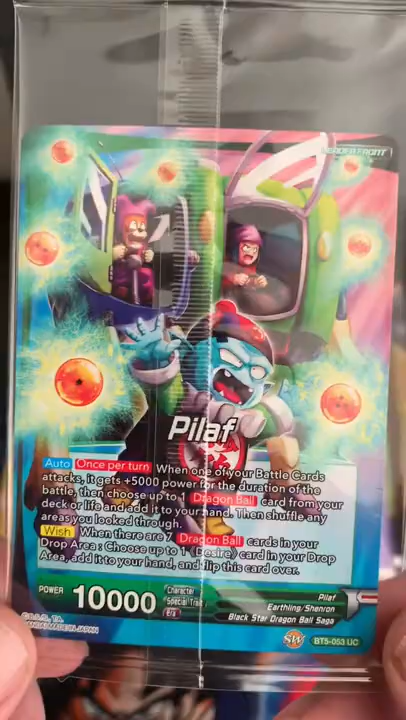 LEADER FRONT
Pilaf
Auto Once per turn When one of your Battle Cards
attacks, it gets +5000 power for the duration of the
battle, then choose up to 1 Dragon Ball card from your
deck or life and add it to your hand. Then shuffle any
areas you looked through.
Wish When there are 7 Dragon Ball cards in your
Drop Area : Choose up to 1 《Desire》 card in your Drop
Area, add it to your hand, and flip this card over.
POWER 10000
Character Pilaf
Special Trait Earthling/Shenron
Era Black Star Dragon Ball Saga
BANDAI MADE IN JAPAN
BT5-053 UC